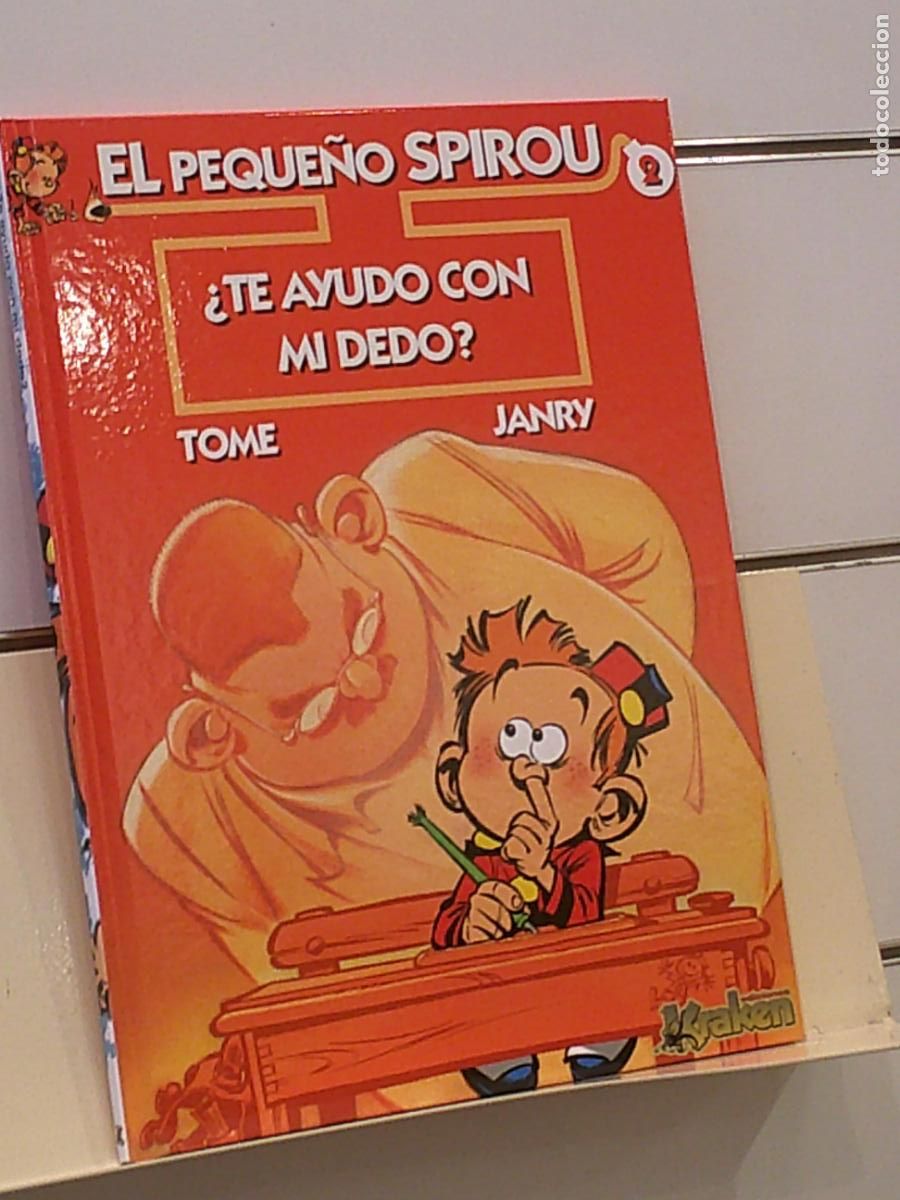 EL PEQUEÑO SPIROU
2
¿TE AYUDO CON
MI DEDO?
TOME
JANRY
Kraken
todocoleccion